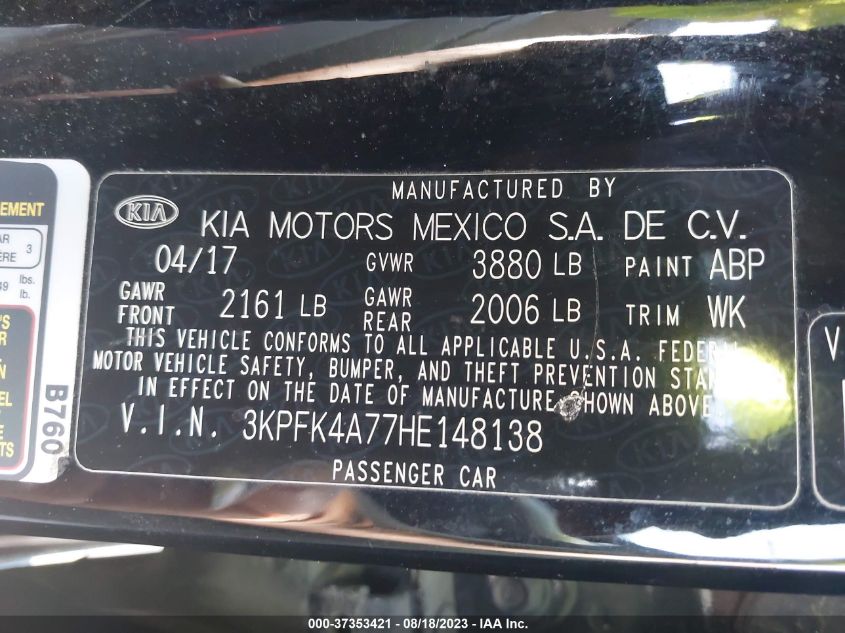 MANUFACTURED BY
KIA KIA MOTORS MEXICO S.A. DE C.V.
04/17 GVWR 3880 LB PAINT ABP
GAWR FRONT 2161 LB GAWR REAR 2006 LB TRIM WK
THIS VEHICLE CONFORMS TO ALL APPLICABLE U.S.A.
MOTOR VEHICLE SAFETY, BUMPER, AND THEFT PREVENTION
IN EFFECT ON THE DATE OF MANUFACTURE SHOWN ABOVE.
V.I.N. 3KPFK4A77HE148138
PASSENGER CAR
B760
3
lbs.
lb.
V
000-37353421 - 08/18/2023 - IAA Inc.